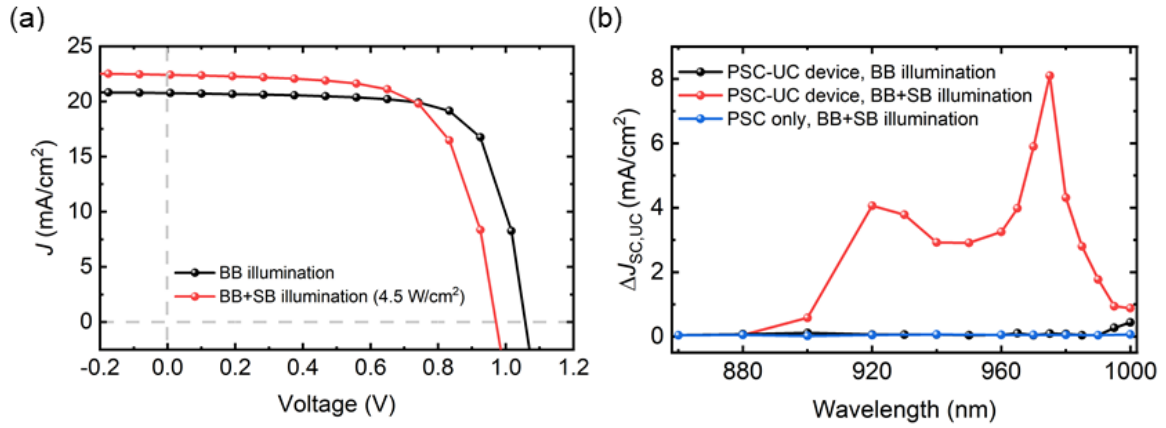 (a)
25
20
15
10
5
0
J (mA/cm²)
BB illumination
BB+SB illumination (4.5 W/cm²)
-0.2 0.0 0.2 0.4 0.6 0.8 1.0 1.2
Voltage (V)
(b)
8
6
4
2
0
ΔJSC,UC (mA/cm²)
PSC-UC device, BB illumination
PSC-UC device, BB+SB illumination
PSC only, BB+SB illumination
880 920 960 1000
Wavelength (nm)